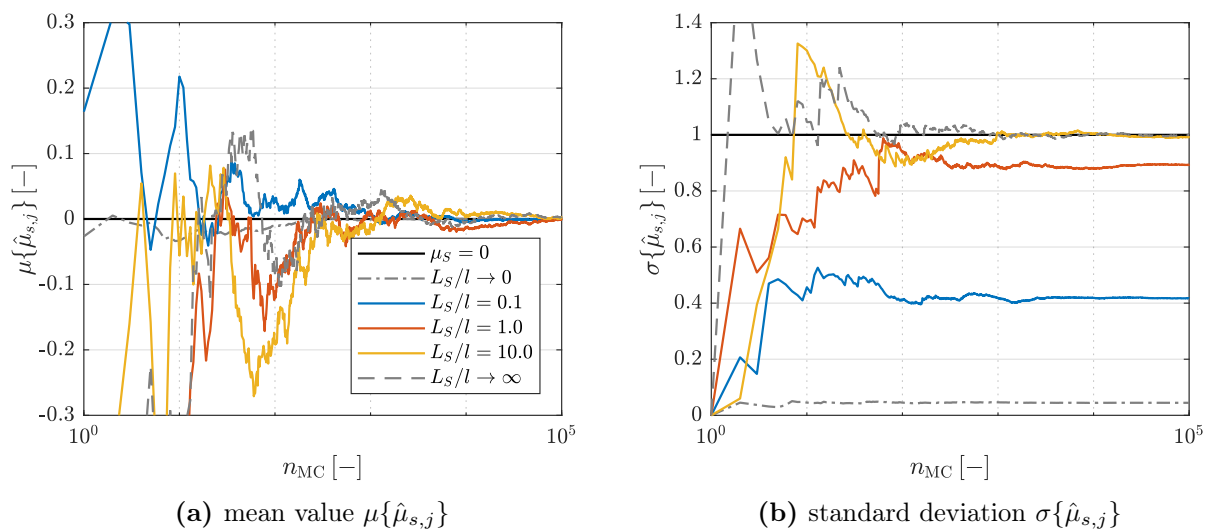 0.3
0.2
0.1
0
-0.1
-0.2
-0.3
μ{μ̂_{s,j}} [−]
μ_S = 0
L_S/l → 0
L_S/l = 0.1
L_S/l = 1.0
L_S/l = 10.0
L_S/l → ∞
10^0
10^5
n_MC [−]
(a) mean value μ{μ̂_{s,j}}
1.4
1.2
1
0.8
0.6
0.4
0.2
0
σ{μ̂_{s,j}} [−]
10^0
10^5
n_MC [−]
(b) standard deviation σ{μ̂_{s,j}}